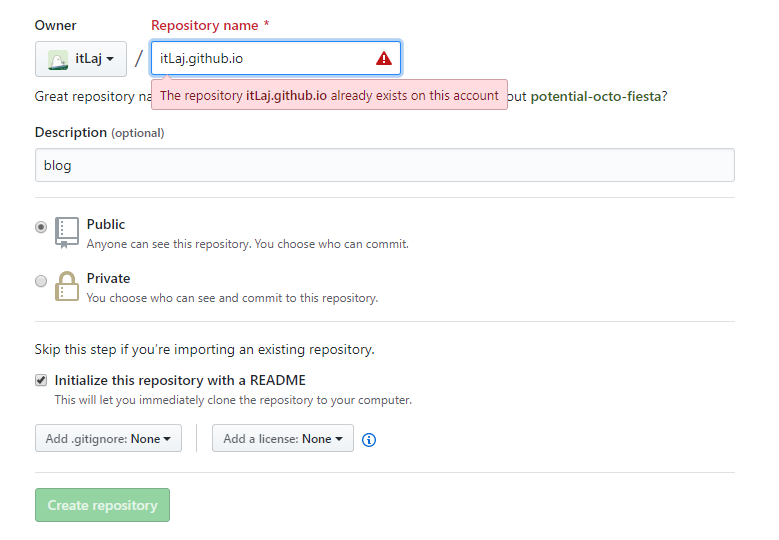 Owner Repository name *
itLaj / itLaj.github.io
The repository itLaj.github.io already exists on this account
Great repository na out potential-octo-fiesta?
Description (optional)
blog
Public
Anyone can see this repository. You choose who can commit.
Private
You choose who can see and commit to this repository.
Skip this step if you're importing an existing repository.
Initialize this repository with a README
This will let you immediately clone the repository to your computer.
Add .gitignore: None Add a license: None
Create repository